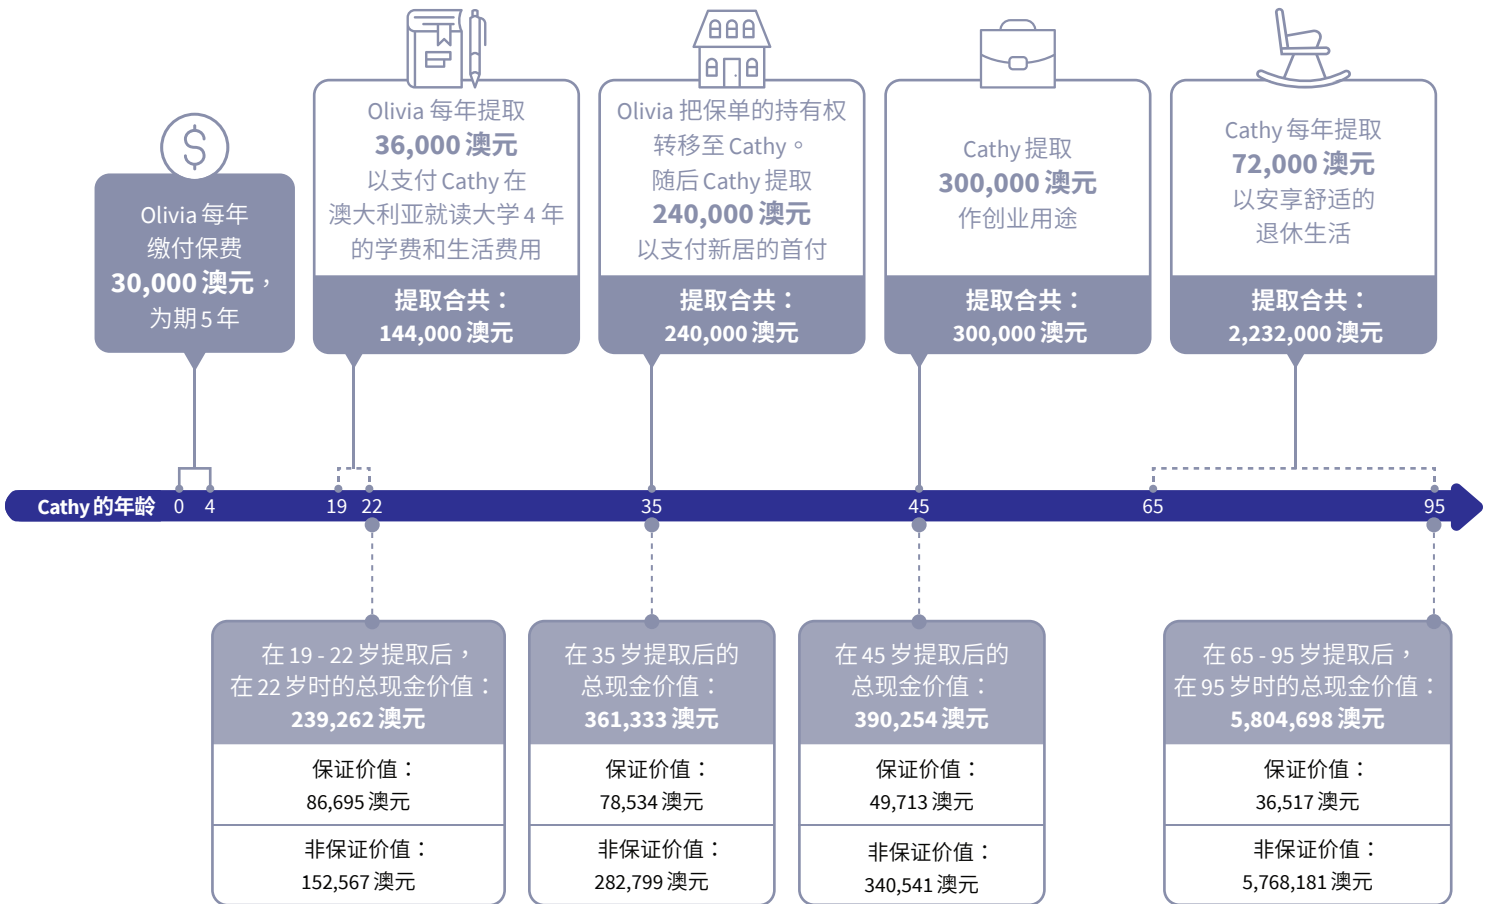 Olivia 每年
缴付保费
30,000 澳元，
为期 5 年
Olivia 每年提取
36,000 澳元
以支付 Cathy 在
澳大利亚就读大学 4 年
的学费和生活费用
提取合共：
144,000 澳元
Olivia 把保单的持有权
转移至 Cathy。
随后 Cathy 提取
240,000 澳元
以支付新居的首付
提取合共：
240,000 澳元
Cathy 提取
300,000 澳元
作创业用途
提取合共：
300,000 澳元
Cathy 每年提取
72,000 澳元
以安享舒适的
退休生活
提取合共：
2,232,000 澳元
Cathy 的年龄 0 4 19 22 35 45 65 95
在 19 - 22 岁提取后，
在 22 岁时的总现金价值：
239,262 澳元
保证价值：
86,695 澳元
非保证价值：
152,567 澳元
在 35 岁提取后的
总现金价值：
361,333 澳元
保证价值：
78,534 澳元
非保证价值：
282,799 澳元
在 45 岁提取后的
总现金价值：
390,254 澳元
保证价值：
49,713 澳元
非保证价值：
340,541 澳元
在 65 - 95 岁提取后，
在 95 岁时的总现金价值：
5,804,698 澳元
保证价值：
36,517 澳元
非保证价值：
5,768,181 澳元